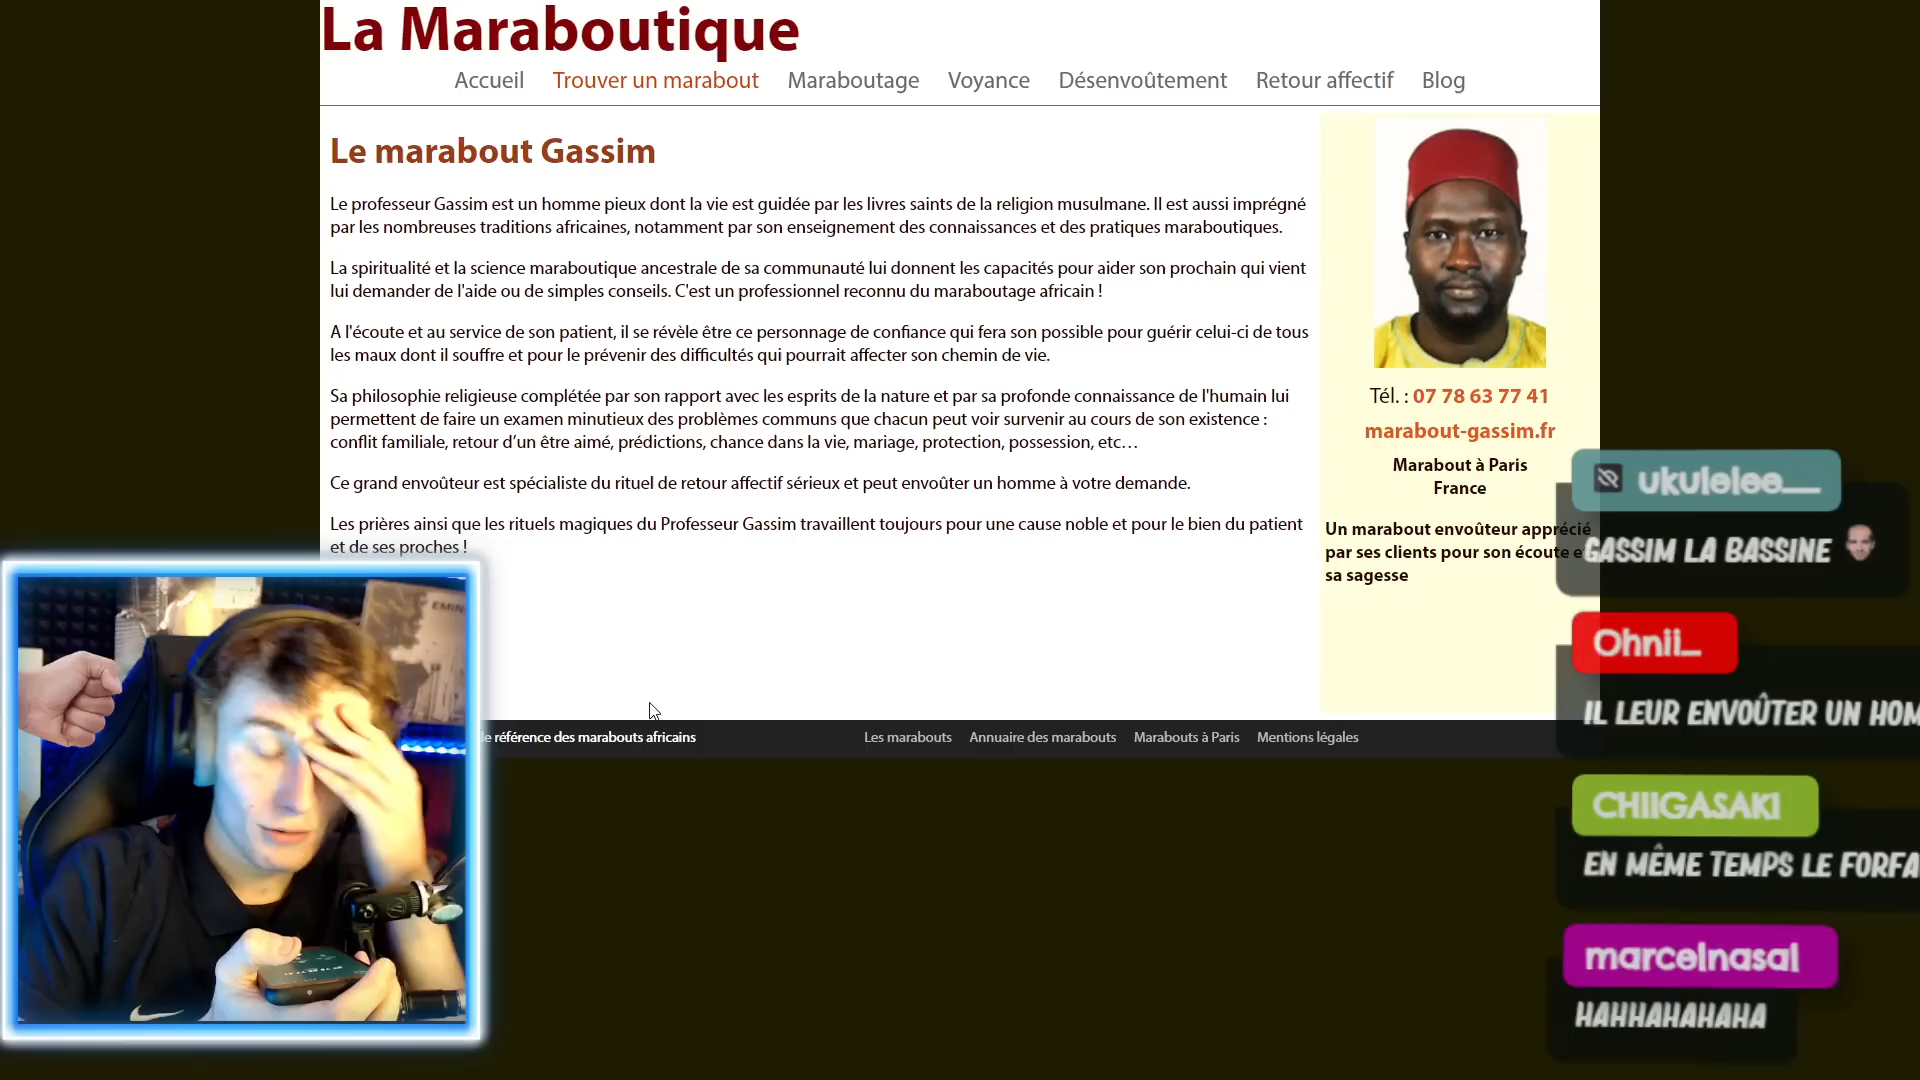 La Maraboutique
Accueil Trouver un marabout Maraboutage Voyance Désenvoûtement Retour affectif Blog
Le marabout Gassim
Le professeur Gassim est un homme pieux dont la vie est guidée par les livres saints de la religion musulmane. Il est aussi imprégné
par les nombreuses traditions africaines, notamment par son enseignement des connaissances et des pratiques maraboutiques.
La spiritualité et la science maraboutique ancestrale de sa communauté lui donnent les capacités pour aider son prochain qui vient
lui demander de l'aide ou de simples conseils. C'est un professionnel reconnu du maraboutage africain !
A l'écoute et au service de son patient, il se révèle être ce personnage de confiance qui fera son possible pour guérir celui-ci de tous
les maux dont il souffre et pour le prévenir des difficultés qui pourrait affecter son chemin de vie.
Sa philosophie religieuse complétée par son rapport avec les esprits de la nature et par sa profonde connaissance de l'humain lui
permettent de faire un examen minutieux des problèmes communs que chacun peut voir survenir au cours de son existence :
conflit familiale, retour d’un être aimé, prédictions, chance dans la vie, mariage, protection, possession, etc…
Ce grand envoûteur est spécialiste du rituel de retour affectif sérieux et peut envoûter un homme à votre demande.
Les prières ainsi que les rituels magiques du Professeur Gassim travaillent toujours pour une cause noble et pour le bien du patient
et de ses proches !
Tél. : 07 78 63 77 41
marabout-gassim.fr
Marabout à Paris
France
Un marabout envoûteur apprécié
par ses clients pour son écoute e
sa sagesse
référence des marabouts africains
Les marabouts Annuaire des marabouts Marabouts à Paris Mentions légales
ukulelee__
GASSIM LA BASSINE
Ohnii_
IL LEUR ENVOÛTER UN HOM
CHIIGASAKI
EN MÊME TEMPS LE FORFA
marcelnasal
HAHHAHAHAHA
EMIN